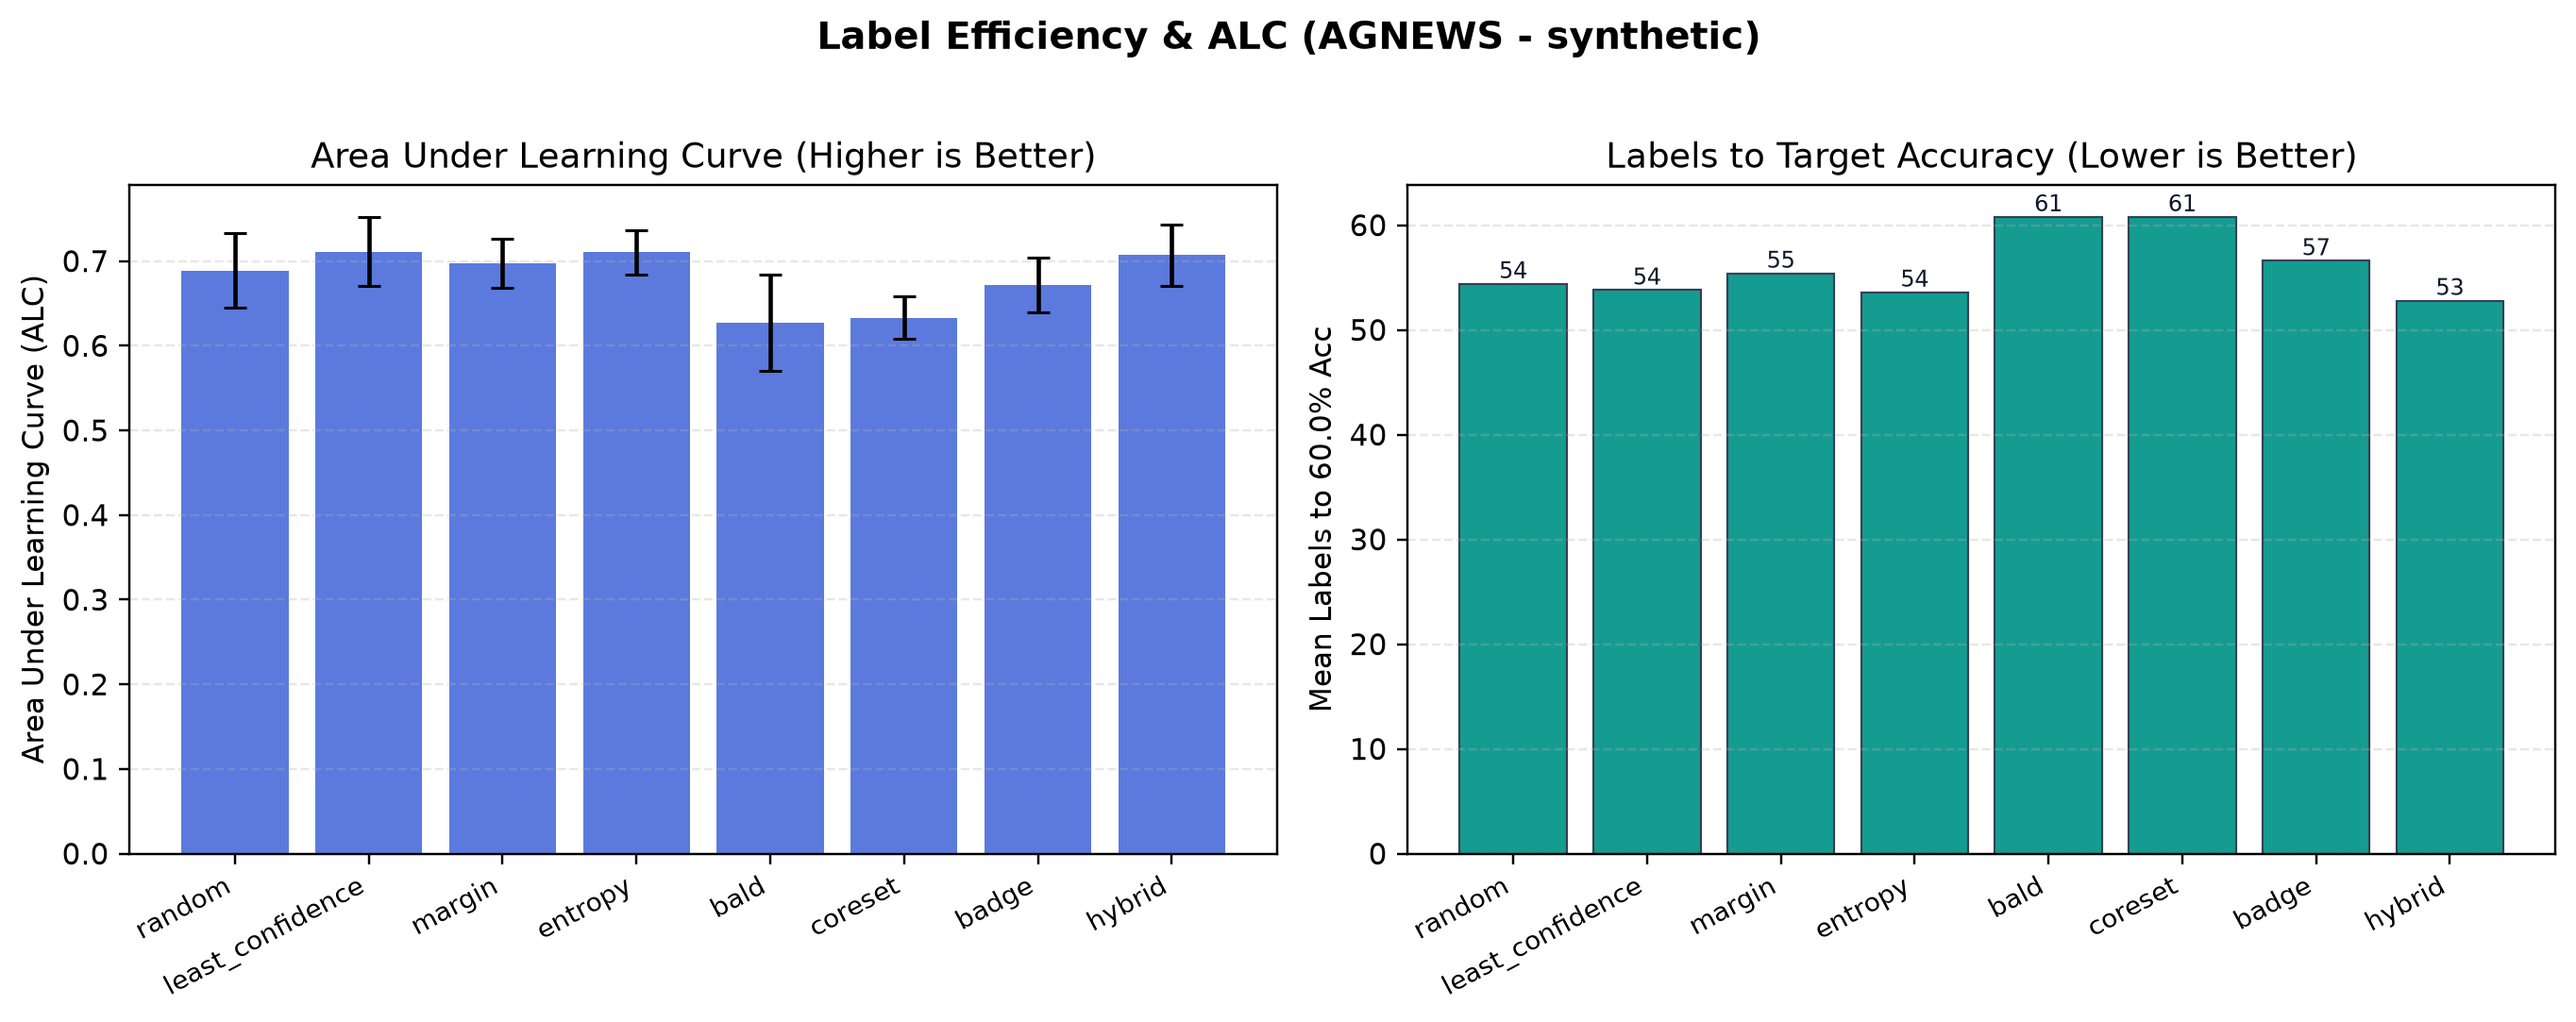 Label Efficiency & ALC (AGNEWS - synthetic)
Area Under Learning Curve (Higher is Better)
Area Under Learning Curve (ALC)
0.7
0.6
0.5
0.4
0.3
0.2
0.1
0.0
random
least_confidence
margin
entropy
bald
coreset
badge
hybrid
Labels to Target Accuracy (Lower is Better)
Mean Labels to 60.0% Acc
60
50
40
30
20
10
0
54
54
55
54
61
61
57
53
random
least_confidence
margin
entropy
bald
coreset
badge
hybrid